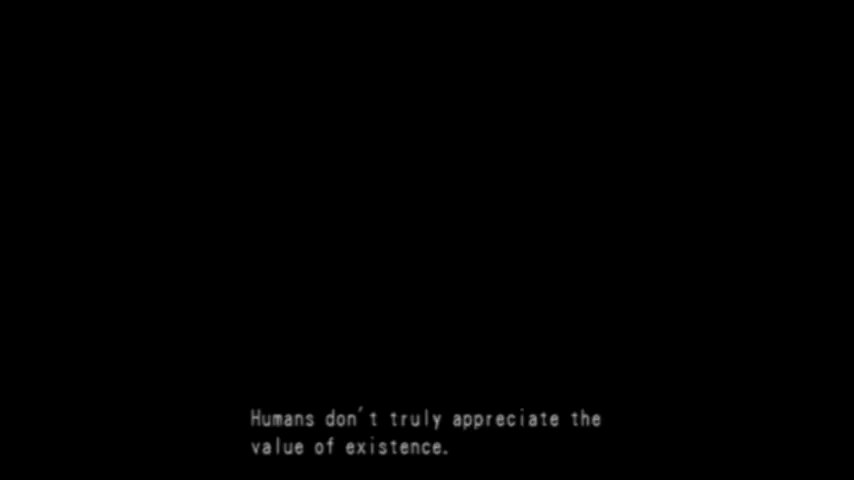 Humans don't truly appreciate the
value of existence.